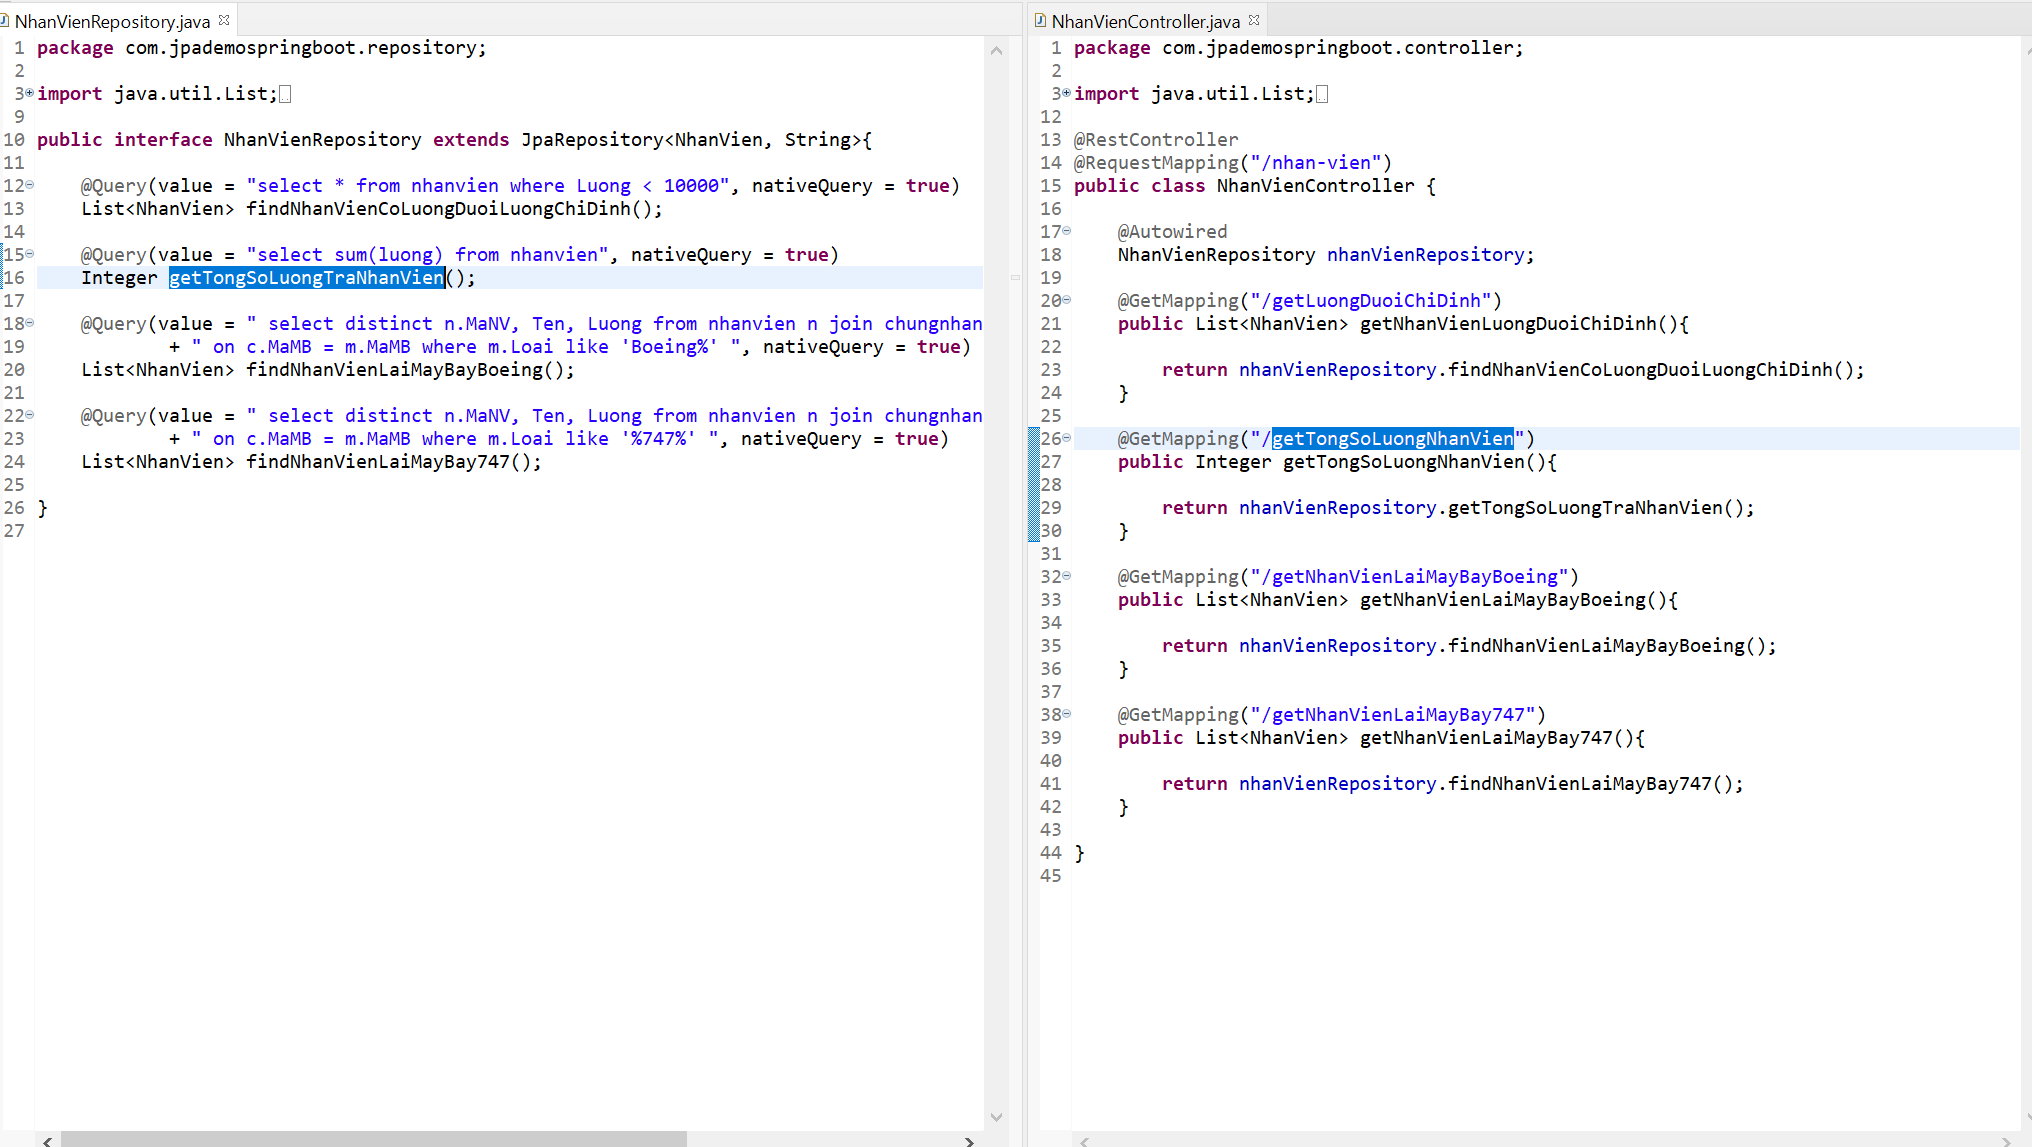 NhanVienRepository.java
1 package com.jpademospringboot.repository;
2
3 import java.util.List;
9
10 public interface NhanVienRepository extends JpaRepository<NhanVien, String>{
11
12 @Query(value = "select * from nhanvien where Luong < 10000", nativeQuery = true)
13 List<NhanVien> findNhanVienCoLuongDuoiLuongChiDinh();
14
15 @Query(value = "select sum(luong) from nhanvien", nativeQuery = true)
16 Integer getTongSoLuongTraNhanVien();
17
18 @Query(value = " select distinct n.MaNV, Ten, Luong from nhanvien n join chungnhan
19 + " on c.MaMB = m.MaMB where m.Loai like 'Boeing%' ", nativeQuery = true)
20 List<NhanVien> findNhanVienLaiMayBayBoeing();
21
22 @Query(value = " select distinct n.MaNV, Ten, Luong from nhanvien n join chungnhan
23 + " on c.MaMB = m.MaMB where m.Loai like '%747%' ", nativeQuery = true)
24 List<NhanVien> findNhanVienLaiMayBay747();
25
26 }
27
NhanVienController.java
1 package com.jpademospringboot.controller;
2
3 import java.util.List;
12
13 @RestController
14 @RequestMapping("/nhan-vien")
15 public class NhanVienController {
16
17 @Autowired
18 NhanVienRepository nhanVienRepository;
19
20 @GetMapping("/getLuongDuoiChiDinh")
21 public List<NhanVien> getNhanVienLuongDuoiChiDinh(){
22
23 return nhanVienRepository.findNhanVienCoLuongDuoiLuongChiDinh();
24 }
25
26 @GetMapping("/getTongSoLuongNhanVien")
27 public Integer getTongSoLuongNhanVien(){
28
29 return nhanVienRepository.getTongSoLuongTraNhanVien();
30 }
31
32 @GetMapping("/getNhanVienLaiMayBayBoeing")
33 public List<NhanVien> getNhanVienLaiMayBayBoeing(){
34
35 return nhanVienRepository.findNhanVienLaiMayBayBoeing();
36 }
37
38 @GetMapping("/getNhanVienLaiMayBay747")
39 public List<NhanVien> getNhanVienLaiMayBay747(){
40
41 return nhanVienRepository.findNhanVienLaiMayBay747();
42 }
43
44 }
45